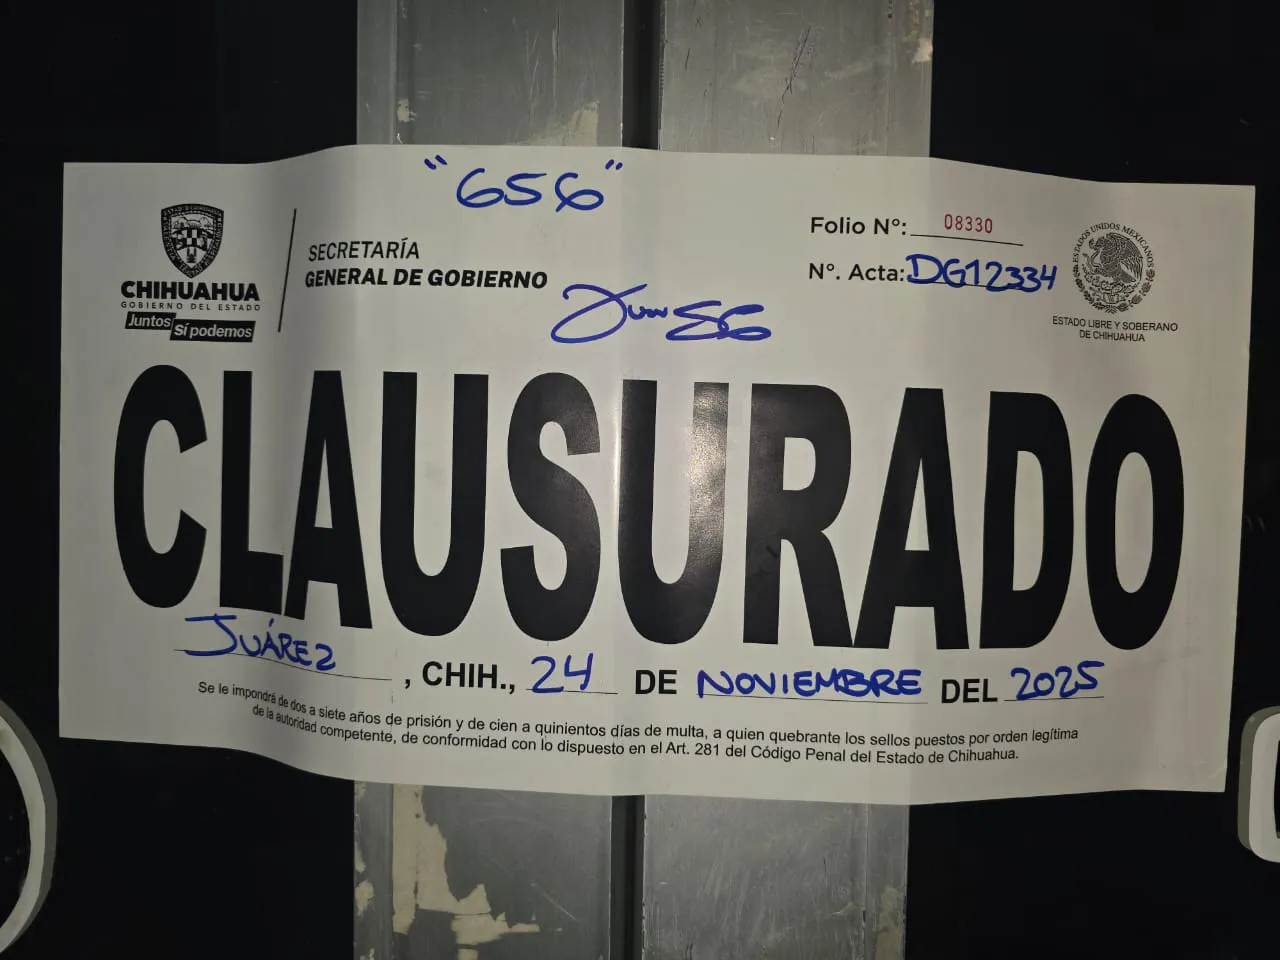 "656"
CHIHUAHUA
GOBIERNO DEL ESTADO
Juntos
Sí podemos
SECRETARÍA
GENERAL DE GOBIERNO
Folio N°: 08330
N°. Acta: DG12334
ESTADOS UNIDOS MEXICANOS
ESTADO LIBRE Y SOBERANO
DE CHIHUAHUA
CLAUSURADO
JUÁREZ, CHIH., 24 DE NOVIEMBRE DEL 2025
Se le impondrá de dos a siete años de prisión y de cien a quinientos días de multa, a quien quebrante los sellos puestos por orden legítima
de la autoridad competente, de conformidad con lo dispuesto en el Art. 281 del Código Penal del Estado de Chihuahua.